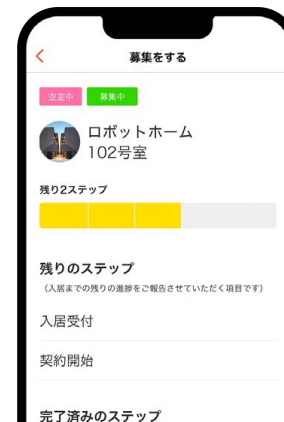 募集をする
空室中 募集中
ロボットホーム
102号室
残り2ステップ
残りのステップ
（入居までの残りの進捗をご報告させていただく項目です）
入居受付
契約開始
完了済みのステップ